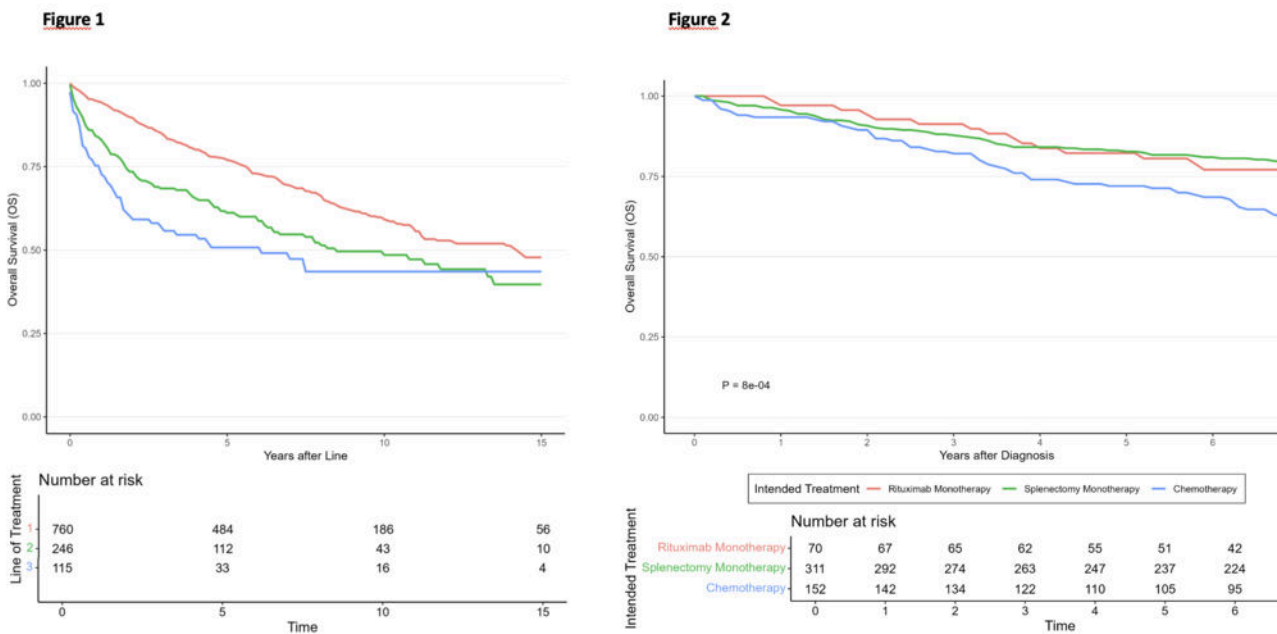 Figure 1
1.00
0.75
0.50
0.25
0.00
Overall Survival (OS)
0 5 10 15
Years after Line
Number at risk
Line of Treatment
1 760 484 186 56
2 246 112 43 10
3 115 33 16 4
0 5 10 15
Time
Figure 2
1.00
0.75
0.50
0.25
0.00
Overall Survival (OS)
P = 8e-04
0 1 2 3 4 5 6
Years after Diagnosis
Intended Treatment Rituximab Monotherapy Splenectomy Monotherapy Chemotherapy
Number at risk
Intended Treatment
Rituximab Monotherapy 70 67 65 62 55 51 42
Splenectomy Monotherapy 311 292 274 263 247 237 224
Chemotherapy 152 142 134 122 110 105 95
0 1 2 3 4 5 6
Time